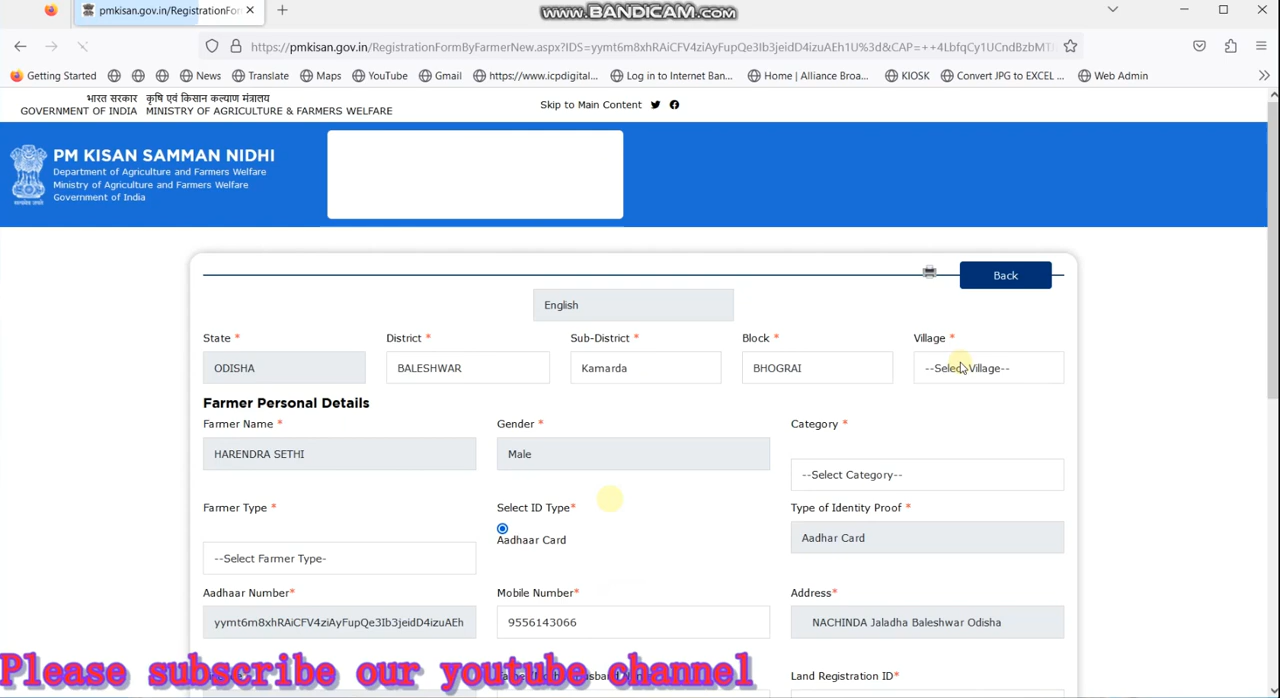 pmkisan.gov.in/RegistrationFor
www.BANDICAM.com
https://pmkisan.gov.in/RegistrationFormByFarmerNew.aspx?IDS=yymt6m8xhRAiCFV4ziAyFupQe3Ib3jeidD4izuAEh1U%3d&CAP=++4LbfqCy1UCndBzbMT
Getting Started News Translate Maps YouTube Gmail https://www.icpdigital... Log in to Internet Ban... Home | Alliance Broa... KIOSK Convert JPG to EXCEL ... Web Admin
भारत सरकार कृषि एवं किसान कल्याण मंत्रालय
GOVERNMENT OF INDIA MINISTRY OF AGRICULTURE & FARMERS WELFARE
Skip to Main Content
PM KISAN SAMMAN NIDHI
Department of Agriculture and Farmers Welfare
Ministry of Agriculture and Farmers Welfare
Government of India
Back
English
State * District * Sub-District * Block * Village *
ODISHA BALESHWAR Kamarda BHOGRAI --Select Village--
Farmer Personal Details
Farmer Name * Gender * Category *
HARENDRA SETHI Male
--Select Category--
Farmer Type * Select ID Type* Type of Identity Proof *
Aadhaar Card Aadhar Card
--Select Farmer Type-
Aadhaar Number* Mobile Number* Address*
yymt6m8xhRAiCFV4ziAyFupQe3Ib3jeidD4izuAEh 9556143066 NACHINDA Jaladha Baleshwar Odisha
Please subscribe our youtube channel
Land Registration ID*